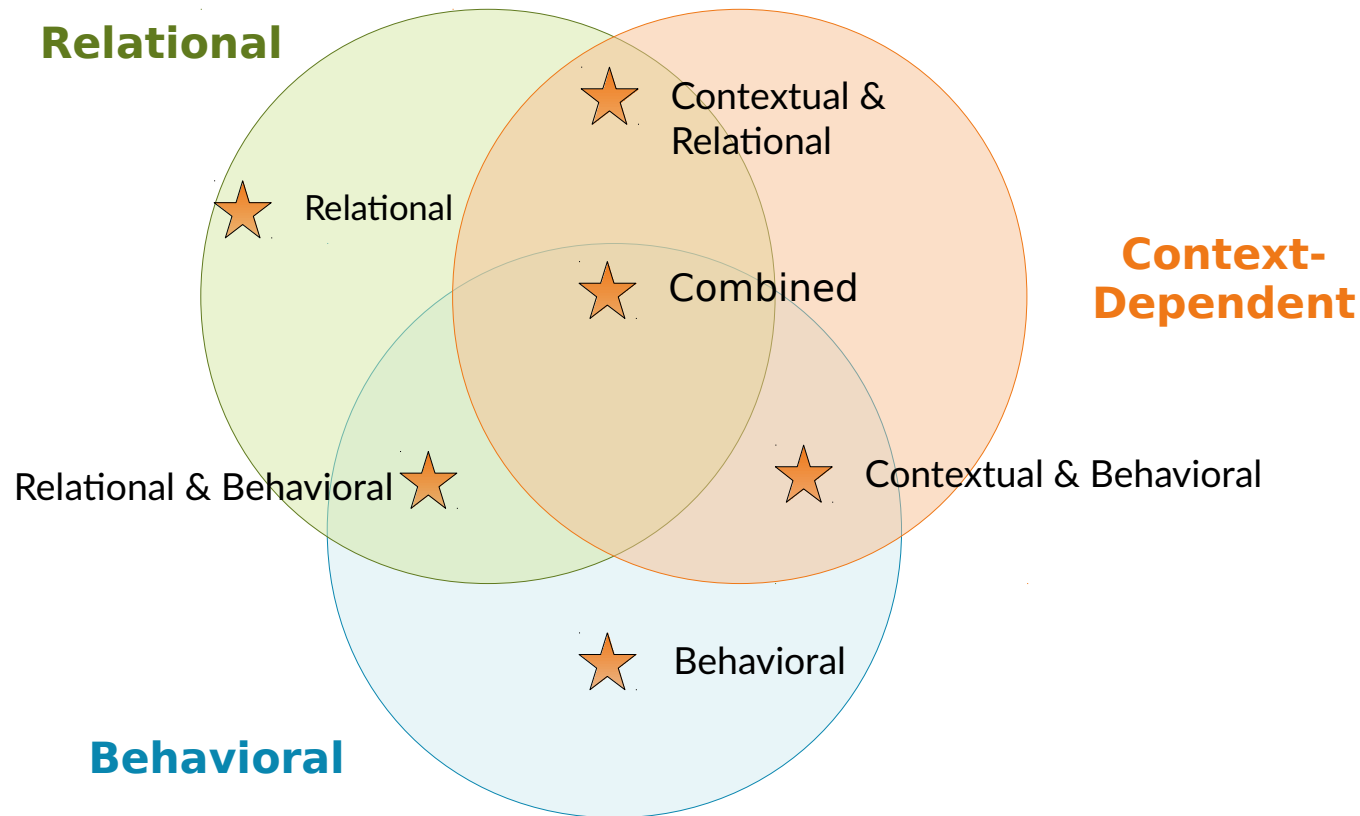 Relational
Contextual &
Relational
Relational
Context-
Dependent
Combined
Relational & Behavioral
Contextual & Behavioral
Behavioral
Behavioral